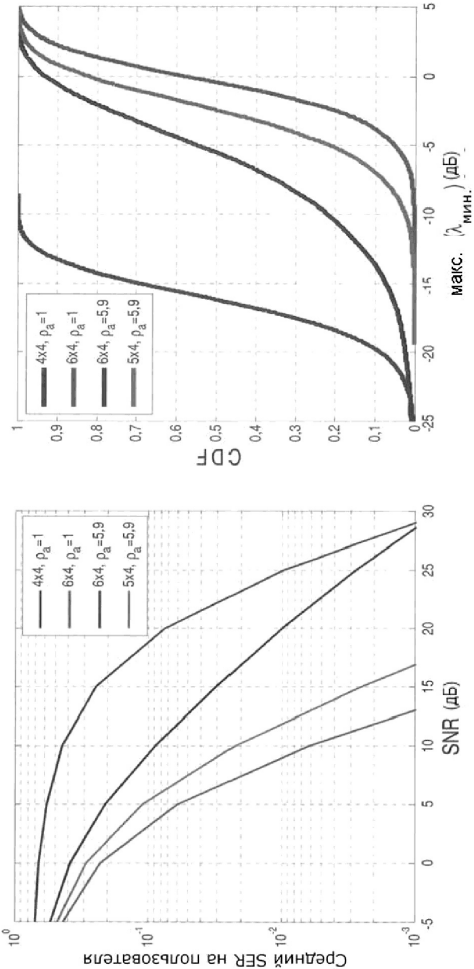 10⁰
10⁻¹
10⁻²
10⁻³
Средний SER на пользователя
-5
0
5
10
15
20
25
30
SNR (дБ)
4x4, ρa=1
6x4, ρa=1
6x4, ρa=5,9
5x4, ρa=5,9
1
0.9
0.8
0.7
0.6
0.5
0.4
0.3
0.2
0.1
0
CDF
-25
-20
-15
-10
-5
0
5
макс. (λмин.) (дБ)
4x4, ρa=1
6x4, ρa=1
6x4, ρa=5,9
5x4, ρa=5,9